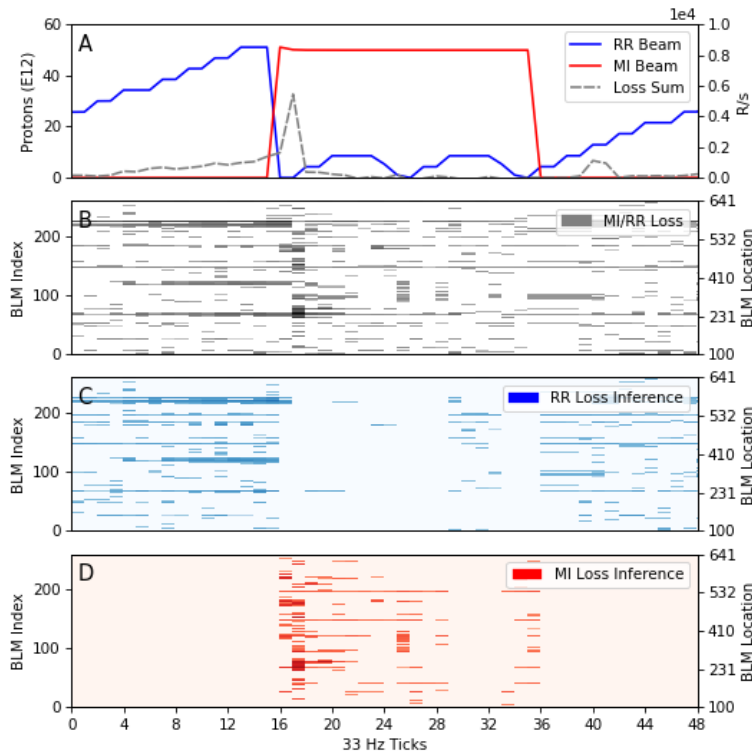 1e4
A
60
40
20
0
Protons (E12)
RR Beam
MI Beam
Loss Sum
1.0
0.8
0.6
0.4
0.2
0.0
R/s
B
200
100
0
BLM Index
MI/RR Loss
641
532
410
231
100
BLM Location
C
200
100
0
BLM Index
RR Loss Inference
641
532
410
231
100
BLM Location
D
200
100
0
BLM Index
MI Loss Inference
641
532
410
231
100
BLM Location
0 4 8 12 16 20 24 28 32 36 40 44 48
33 Hz Ticks